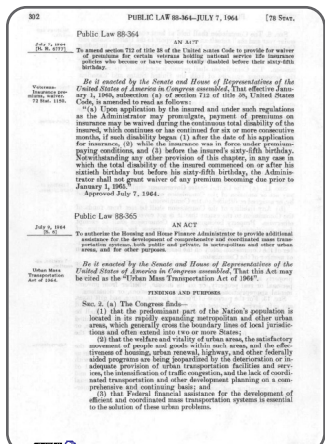 302
PUBLIC LAW 88-364—JULY 7, 1964
[78 STAT.
Public Law 88-364
July 7, 1964
[H. R. 6777]
AN ACT
To amend section 712 of title 38 of the United States Code to provide for waiver
of premiums for certain veterans holding national service life insurance
policies who become or have become totally disabled before their sixty-fifth
birthday.
Veterans.
Insurance pre-
miums, waiver.
72 Stat. 1150.
Be it enacted by the Senate and House of Representatives of the
United States of America in Congress assembled, That effective Janu-
ary 1, 1965, subsection (a) of section 712 of title 38, United States
Code, is amended to read as follows:
"(a) Upon application by the insured and under such regulations
as the Administrator may promulgate, payment of premiums on
insurance may be waived during the continuous total disability of the
insured, which continues or has continued for six or more consecutive
months, if such disability began (1) after the date of his application
for insurance, (2) while the insurance was in force under premium-
paying conditions, and (3) before the insured's sixty-fifth birthday.
Notwithstanding any other provision of this chapter, in any case in
which the total disability of the insured commenced on or after his
sixtieth birthday but before his sixty-fifth birthday, the Adminis-
trator shall not grant waiver of any premium becoming due prior to
January 1, 1965."
Approved July 7, 1964.
Public Law 88-365
July 9, 1964
[S. 6]
AN ACT
To authorize the Housing and Home Finance Administrator to provide additional
assistance for the development of comprehensive and coordinated mass trans-
portation systems, both public and private, in metropolitan and other urban
areas, and for other purposes.
Urban Mass
Transportation
Act of 1964.
Be it enacted by the Senate and House of Representatives of the
United States of America in Congress assembled, That this Act may
be cited as the "Urban Mass Transportation Act of 1964".
FINDINGS AND PURPOSES
SEC. 2. (a) The Congress finds—
(1) that the predominant part of the Nation's population is
located in its rapidly expanding metropolitan and other urban
areas, which generally cross the boundary lines of local jurisdic-
tions and often extend into two or more States;
(2) that the welfare and vitality of urban areas, the satisfactory
movement of people and goods within such areas, and the effec-
tiveness of housing, urban renewal, highway, and other federally
aided programs are being jeopardized by the deterioration or in-
adequate provision of urban transportation facilities and serv-
ices, the intensification of traffic congestion, and the lack of coordi-
nated transportation and other development planning on a com-
prehensive and continuing basis; and
(3) that Federal financial assistance for the development of
efficient and coordinated mass transportation systems is essential
to the solution of these urban problems.